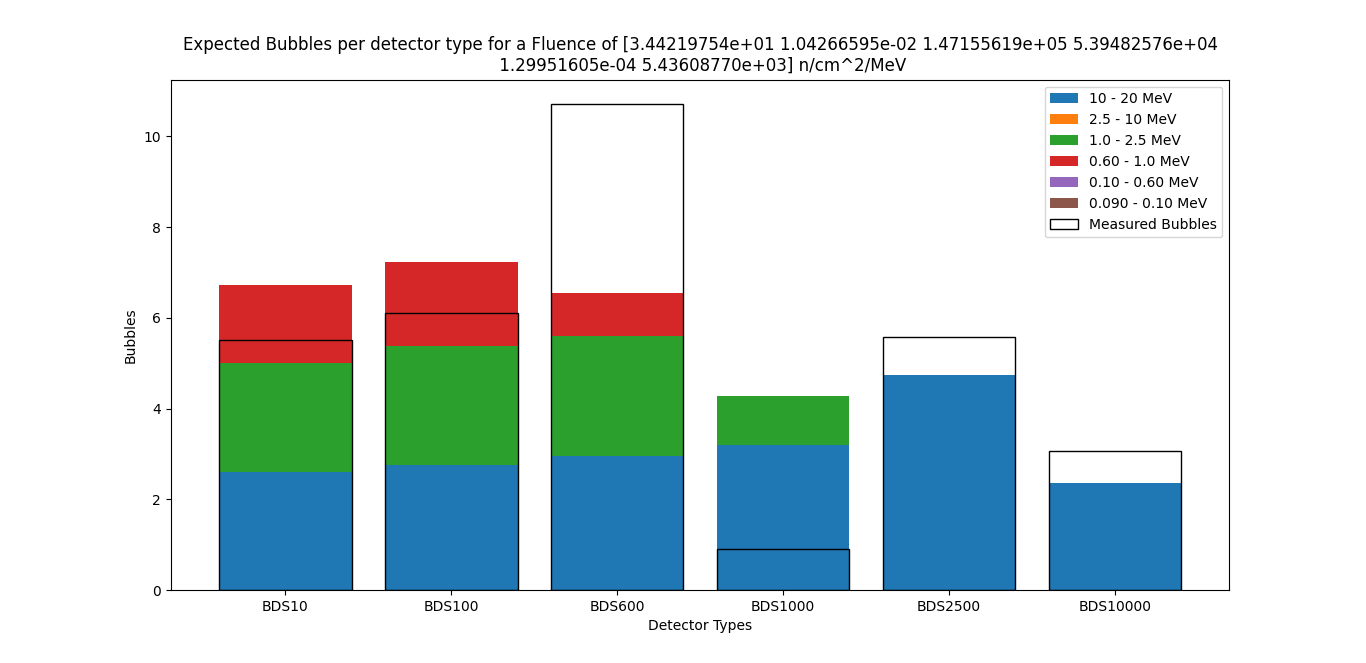 Expected Bubbles per detector type for a Fluence of [3.44219754e+01 1.04266595e-02 1.47155619e+05 5.39482576e+04
1.29951605e-04 5.43608770e+03] n/cm^2/MeV
10 - 20 MeV
2.5 - 10 MeV
1.0 - 2.5 MeV
0.60 - 1.0 MeV
0.10 - 0.60 MeV
0.090 - 0.10 MeV
Measured Bubbles
Bubbles
10
8
6
4
2
0
BDS10 BDS100 BDS600 BDS1000 BDS2500 BDS10000
Detector Types